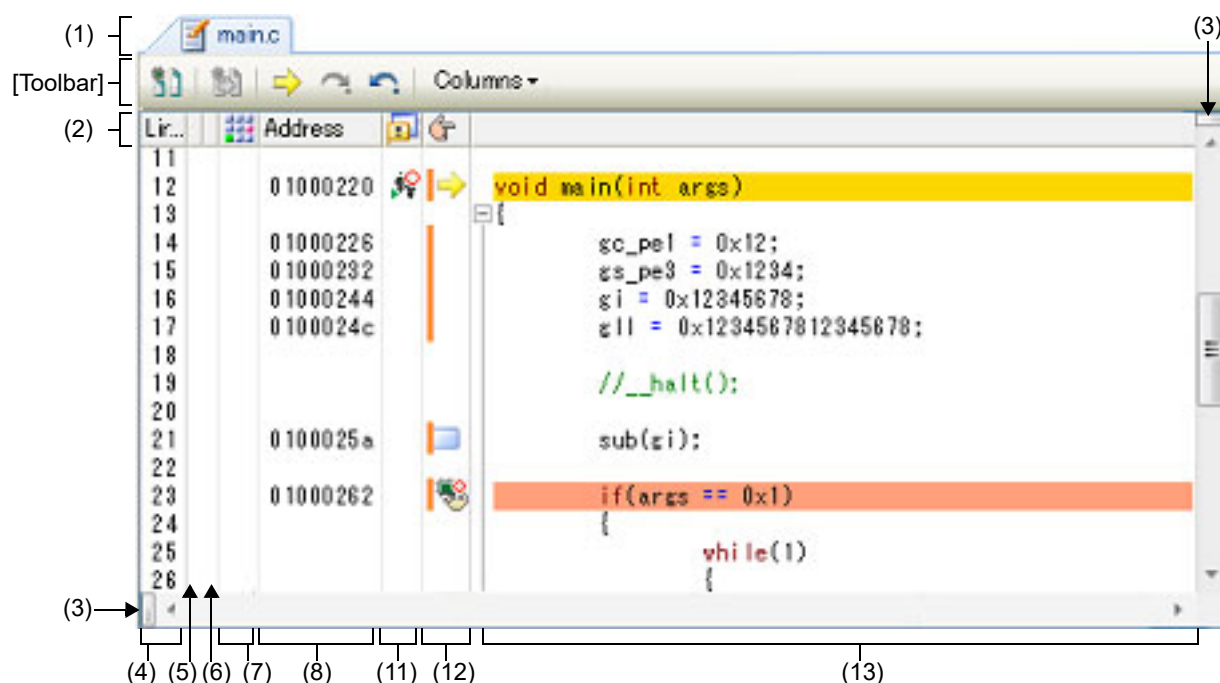 (1) main.c (3)
[Toolbar] Columns
(2) Lir... Address
11
12 01000220 void main(int args)
13 {
14 01000226 gc_pe1 = 0x12;
15 01000232 gs_pe3 = 0x1234;
16 01000244 gi = 0x12345678;
17 0100024c gll = 0x1234567812345678;
18
19 //__halt();
20
21 0100025a sub(gi);
22
23 01000262 if(args == 0x1)
24 {
25 while(1)
26 {
(3)
(4) (5) (6) (7) (8) (11) (12) (13)